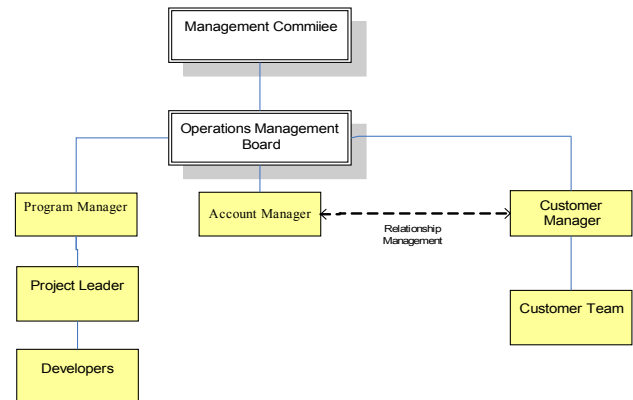 Management Commiiee
Operations Management
Board
Program Manager
Account Manager
Customer
Manager
Relationship
Management
Project Leader
Customer Team
Developers